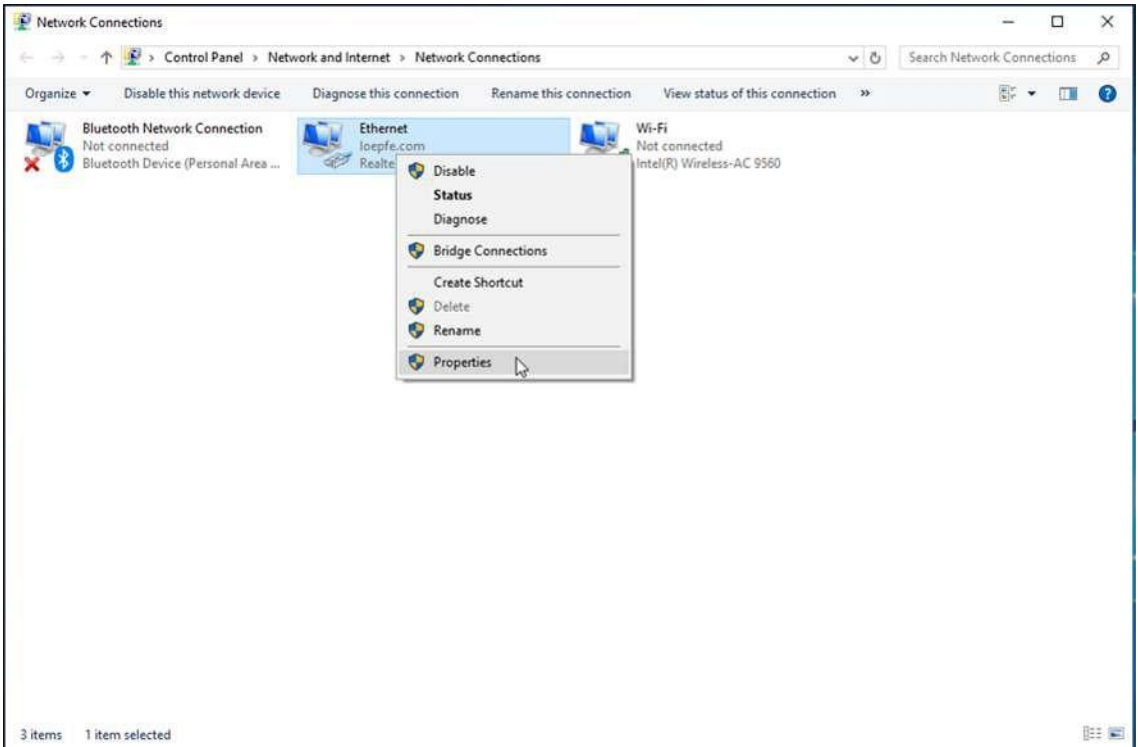 Network Connections
Control Panel > Network and Internet > Network Connections
Search Network Connections
Organize
Disable this network device
Diagnose this connection
Rename this connection
View status of this connection
»
Bluetooth Network Connection
Not connected
Bluetooth Device (Personal Area ...
Ethernet
loepfe.com
Wi-Fi
Not connected
Intel(R) Wireless-AC 9560
Disable
Status
Diagnose
Bridge Connections
Create Shortcut
Delete
Rename
Properties
3 items
1 item selected